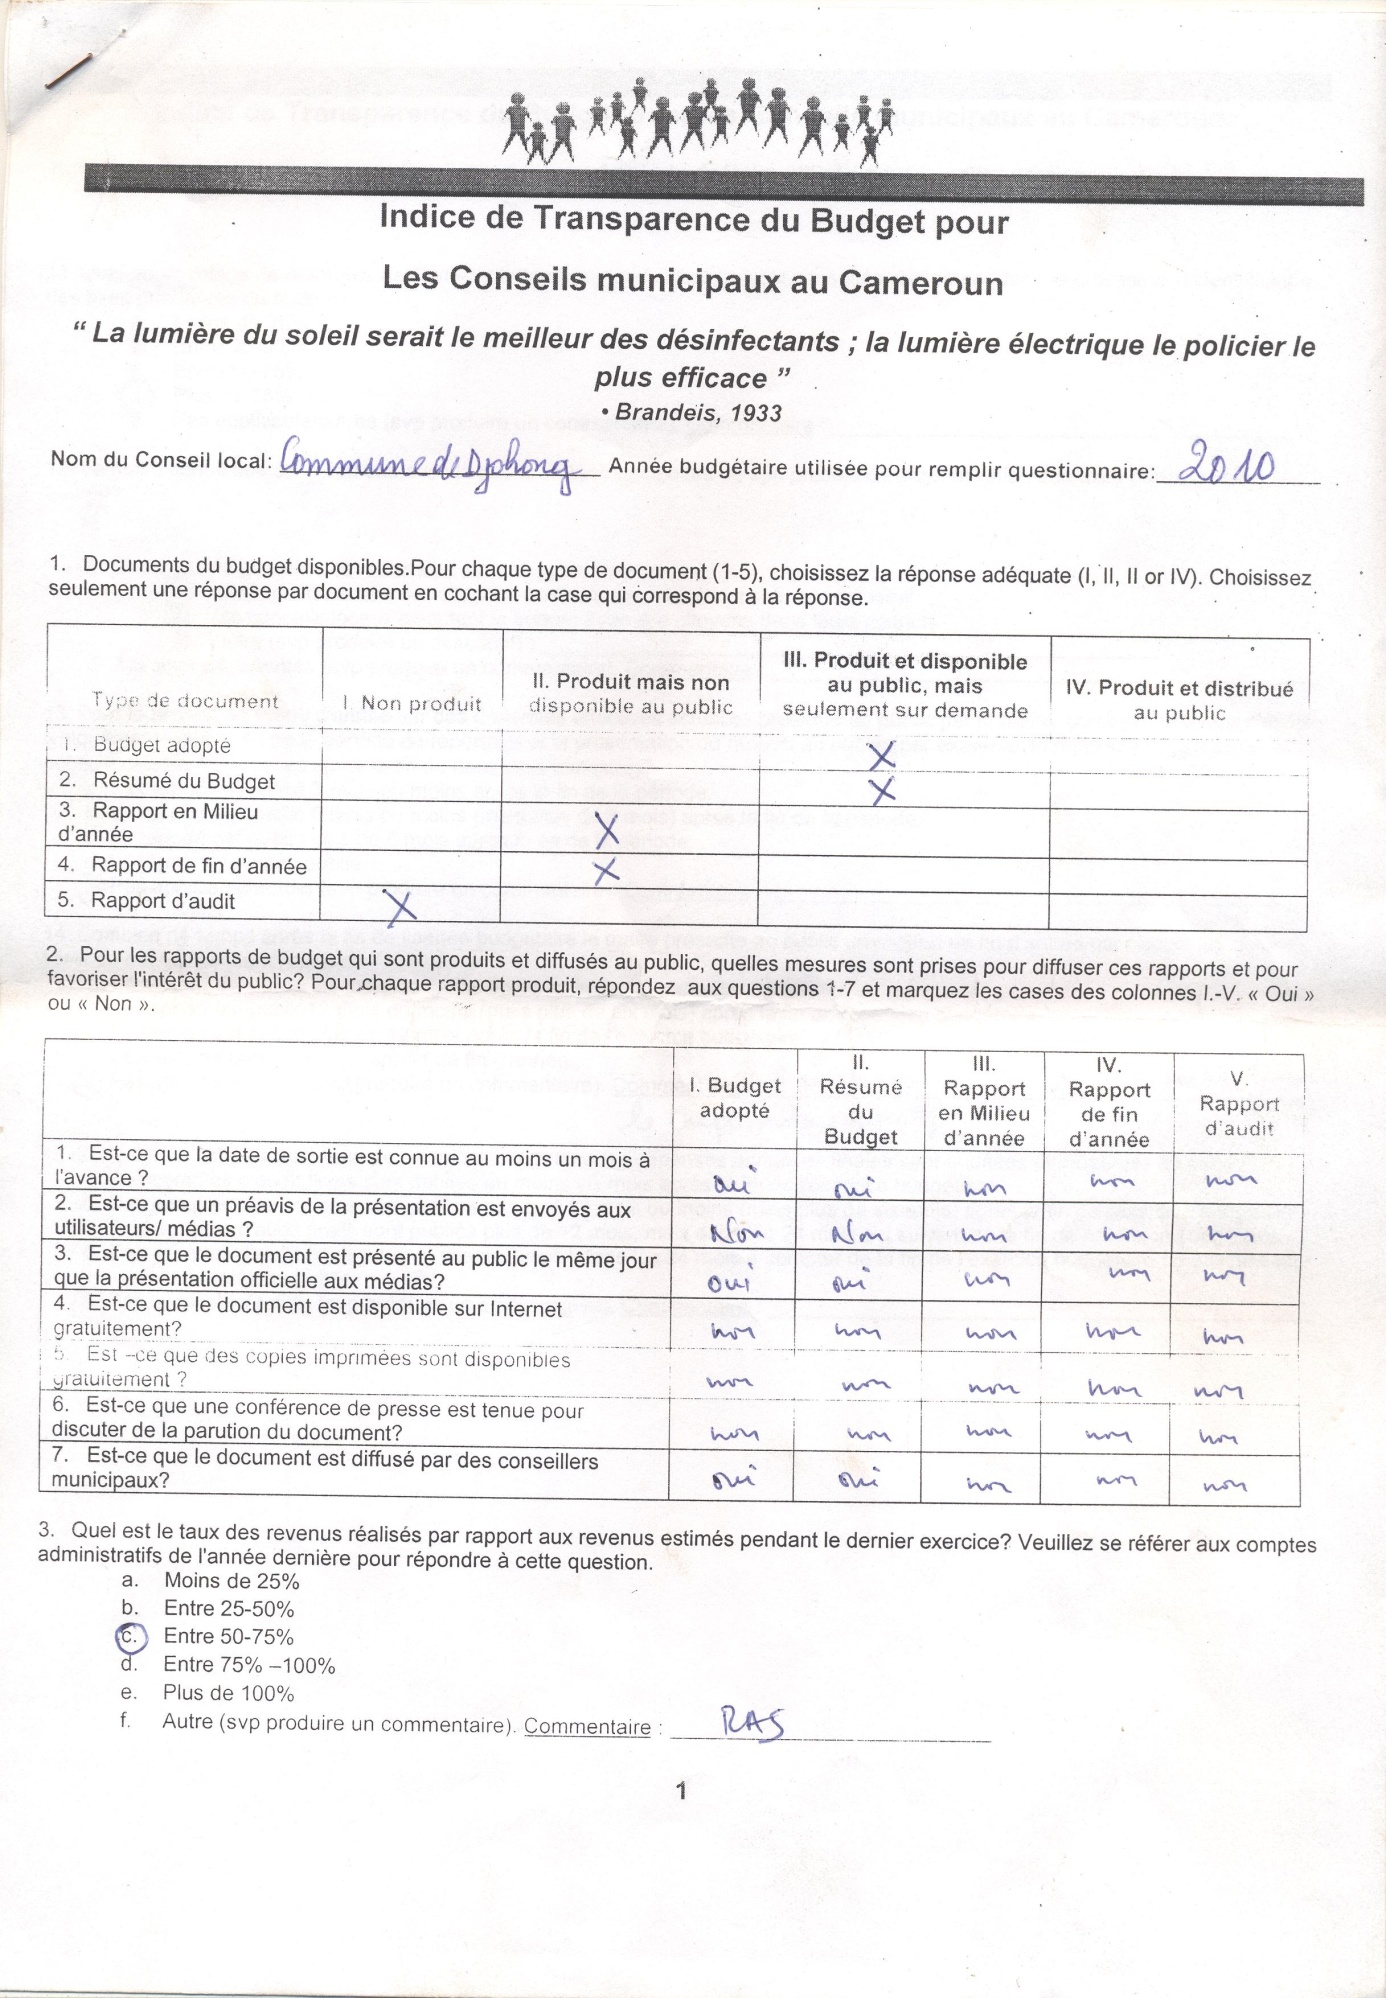 Indice de Transparence du Budget pour
Les Conseils municipaux au Cameroun
“ La lumière du soleil serait le meilleur des désinfectants ; la lumière électrique le policier le
plus efficace ”
• Brandeis, 1933
Nom du Conseil local: Commune de Djohong Année budgétaire utilisée pour remplir questionnaire: 2010
1. Documents du budget disponibles.Pour chaque type de document (1-5), choisissez la réponse adéquate (I, II, II or IV). Choisissez
seulement une réponse par document en cochant la case qui correspond à la réponse.
Type de document | I. Non produit | II. Produit mais non disponible au public | III. Produit et disponible au public, mais seulement sur demande | IV. Produit et distribué au public
1. Budget adopté X
2. Résumé du Budget X
3. Rapport en Milieu
d'année X
4. Rapport de fin d'année X
5. Rapport d'audit X
2. Pour les rapports de budget qui sont produits et diffusés au public, quelles mesures sont prises pour diffuser ces rapports et pour
favoriser l'intérêt du public? Pour chaque rapport produit, répondez aux questions 1-7 et marquez les cases des colonnes I.-V. « Oui »
ou « Non ».
I. Budget adopté | II. Résumé du Budget | III. Rapport en Milieu d'année | IV. Rapport de fin d'année | V. Rapport d'audit
1. Est-ce que la date de sortie est connue au moins un mois à
l'avance ? oui oui non non non
2. Est-ce que un préavis de la présentation est envoyés aux
utilisateurs/ médias ? Non Non non non non
3. Est-ce que le document est présenté au public le même jour
que la présentation officielle aux médias? oui oui non non non
4. Est-ce que le document est disponible sur Internet
gratuitement? non non non non non
5. Est –ce que des copies imprimées sont disponibles
gratuitement ? non non non non non
6. Est-ce que une conférence de presse est tenue pour
discuter de la parution du document? non non non non non
7. Est-ce que le document est diffusé par des conseillers
municipaux? oui oui non non non
3. Quel est le taux des revenus réalisés par rapport aux revenus estimés pendant le dernier exercice? Veuillez se référer aux comptes
administratifs de l'année dernière pour répondre à cette question.
a. Moins de 25%
b. Entre 25-50%
c. Entre 50-75%
d. Entre 75% –100%
e. Plus de 100%
f. Autre (svp produire un commentaire). Commentaire : RAS
1